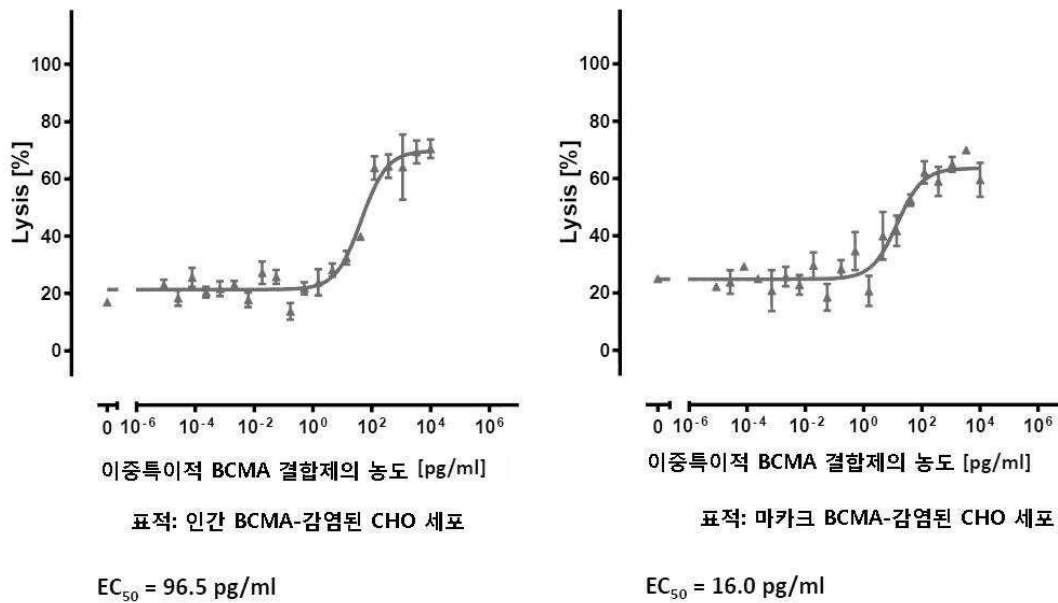 100
80
60
40
20
0
Lysis [%]
0 10⁻⁶ 10⁻⁴ 10⁻² 10⁰ 10² 10⁴ 10⁶
이중특이적 BCMA 결합제의 농도 [pg/ml]
표적: 인간 BCMA-감염된 CHO 세포
EC₅₀ = 96.5 pg/ml
100
80
60
40
20
0
Lysis [%]
0 10⁻⁶ 10⁻⁴ 10⁻² 10⁰ 10² 10⁴ 10⁶
이중특이적 BCMA 결합제의 농도 [pg/ml]
표적: 마카크 BCMA-감염된 CHO 세포
EC₅₀ = 16.0 pg/ml